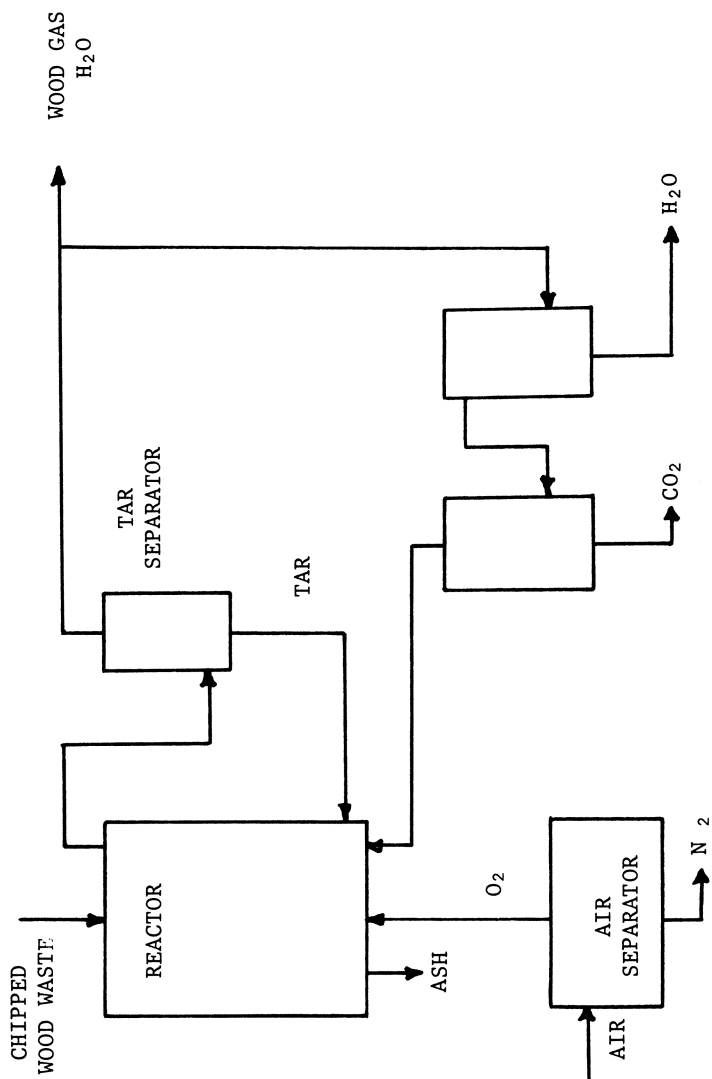 CHIPPED
WOOD WASTE
REACTOR
ASH
TAR
SEPARATOR
TAR
WOOD GAS
H₂O
O₂
AIR
AIR
SEPARATOR
N₂
CO₂
H₂O